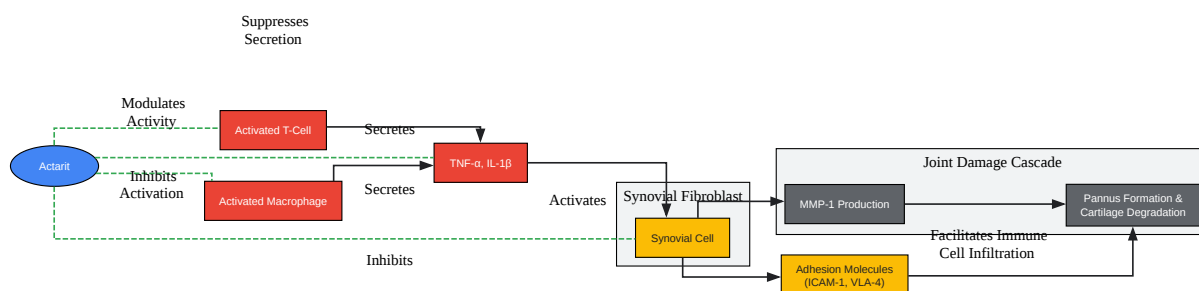 Suppresses
Secretion
Modulates
Activity
Activated T-Cell
Secretes
Actarit
TNF-α, IL-1β
Inhibits
Activation
Activated Macrophage
Secretes
Activates
Inhibits
Synovial Fibroblast
Synovial Cell
Joint Damage Cascade
MMP-1 Production
Pannus Formation &
Cartilage Degradation
Facilitates Immune
Cell Infiltration
Adhesion Molecules
(ICAM-1, VLA-4)